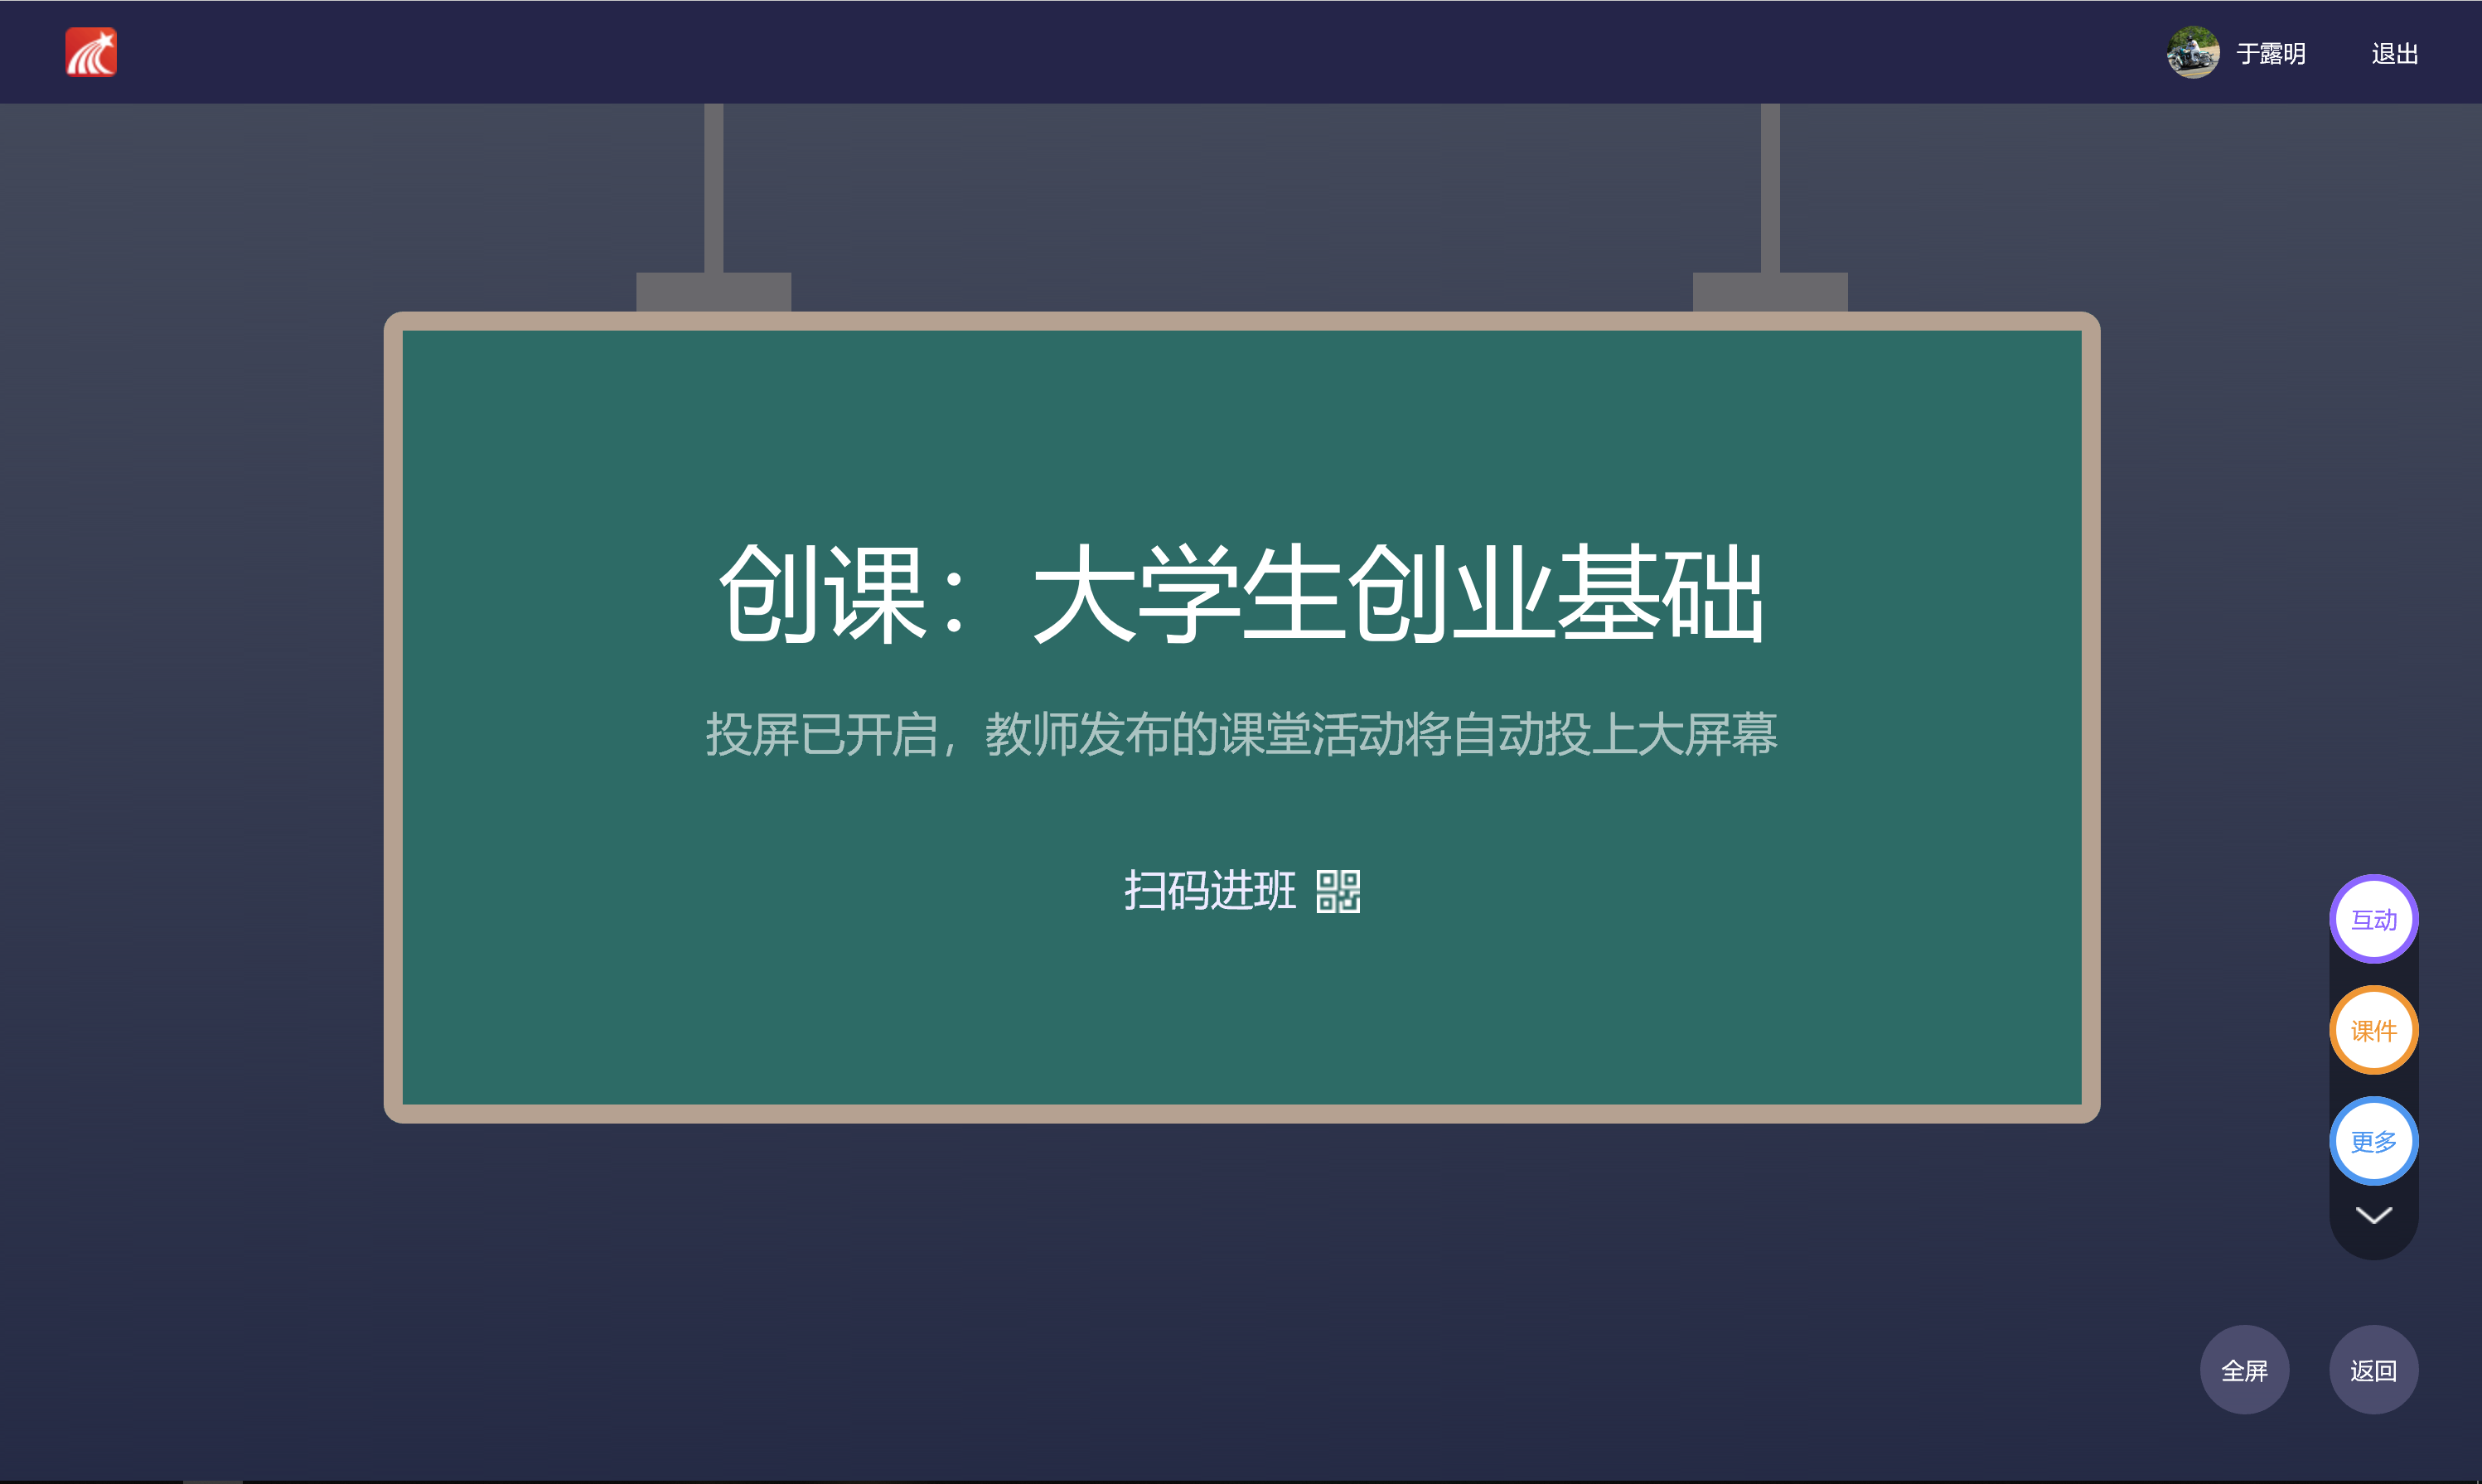 于露明 退出
创课：大学生创业基础
投屏已开启，教师发布的课堂活动将自动投上大屏幕
扫码进班
互动
课件
更多
全屏 返回